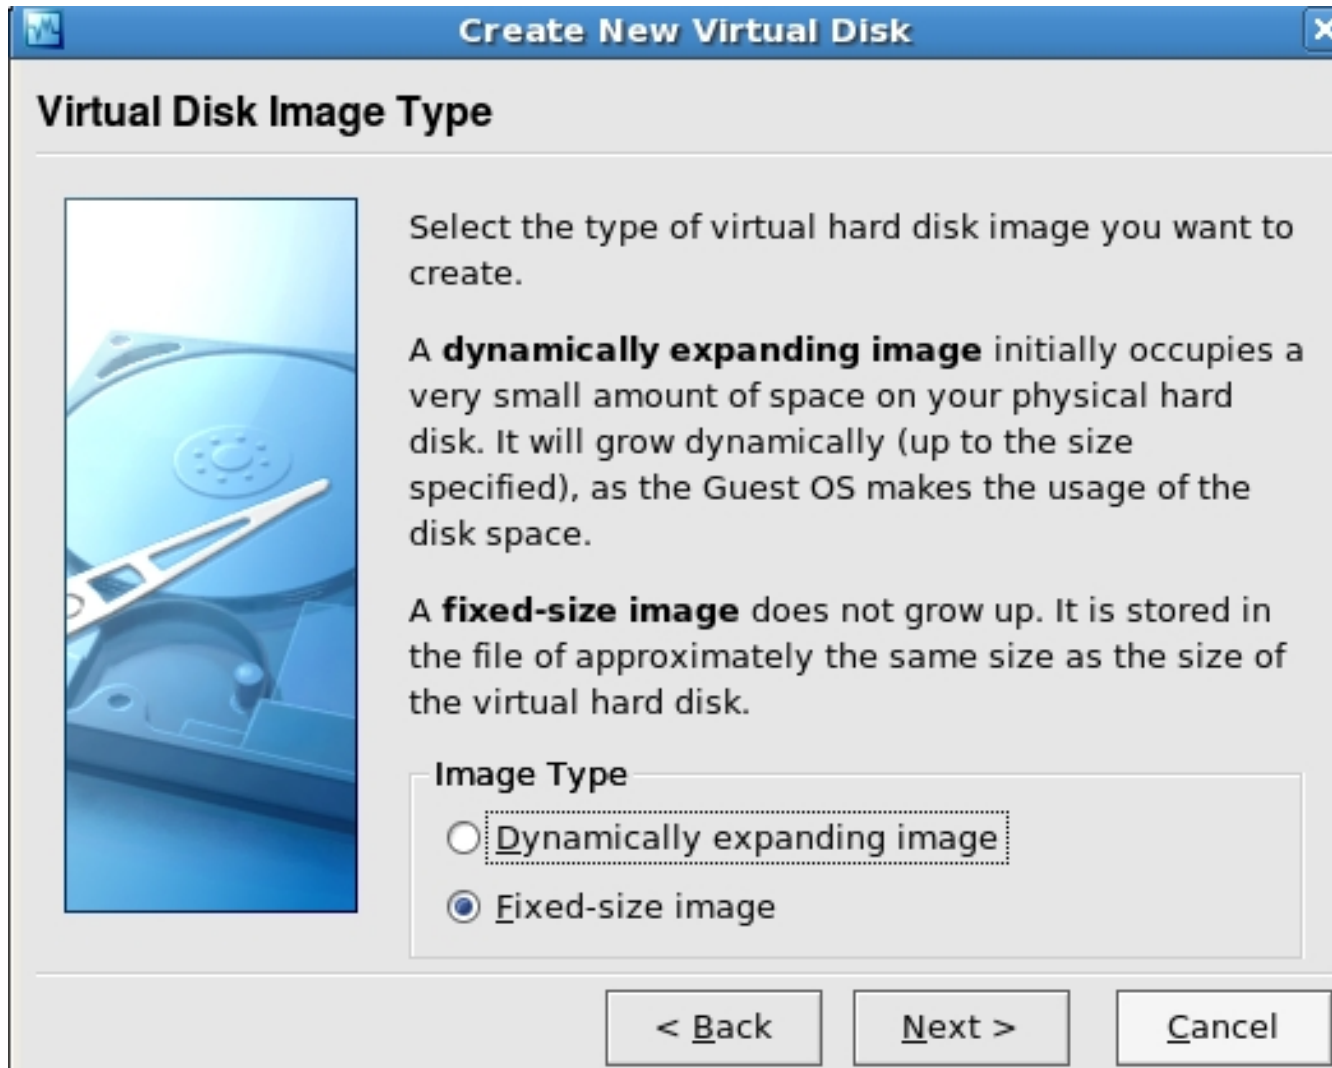 Create New Virtual Disk
Virtual Disk Image Type
Select the type of virtual hard disk image you want to
create.
A dynamically expanding image initially occupies a
very small amount of space on your physical hard
disk. It will grow dynamically (up to the size
specified), as the Guest OS makes the usage of the
disk space.
A fixed-size image does not grow up. It is stored in
the file of approximately the same size as the size of
the virtual hard disk.
Image Type
Dynamically expanding image
Fixed-size image
< Back
Next >
Cancel